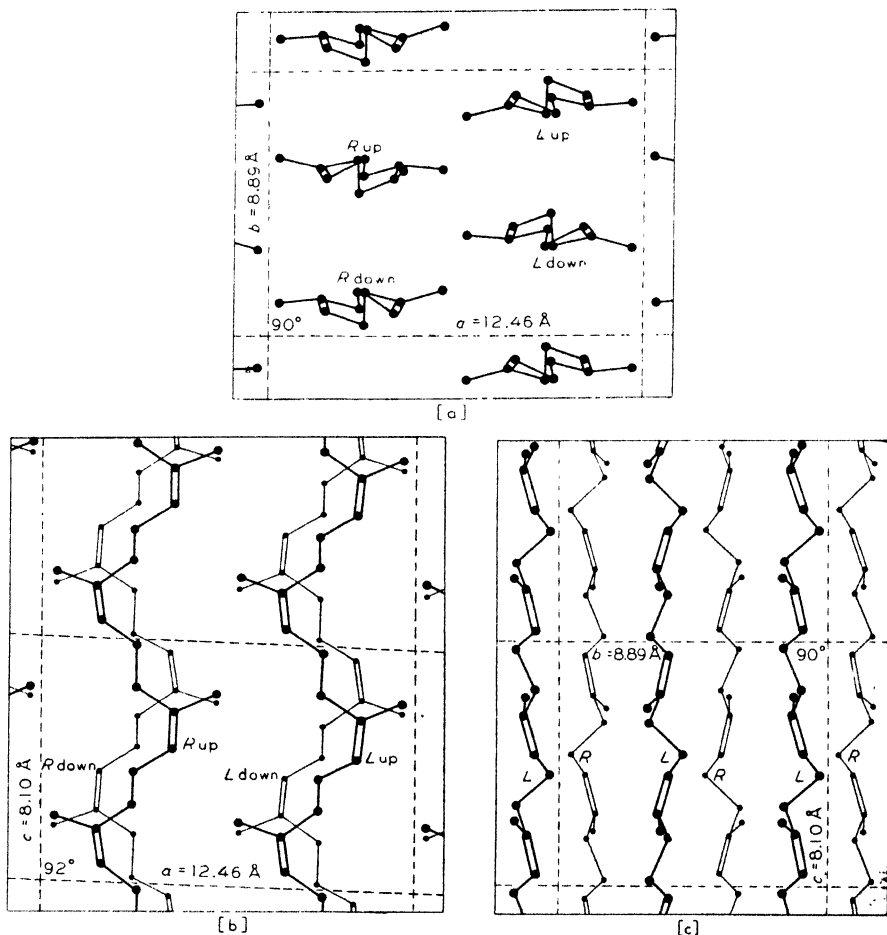 L up
R up
b = 8.89 Å
L down
R down
90°
a = 12.46 Å
[a]
R up
L up
R down
L down
c = 8.10 Å
92°
a = 12.46 Å
[b]
b = 8.89 Å
90°
R
R
R
L
L
L
c = 8.10 Å
[c]